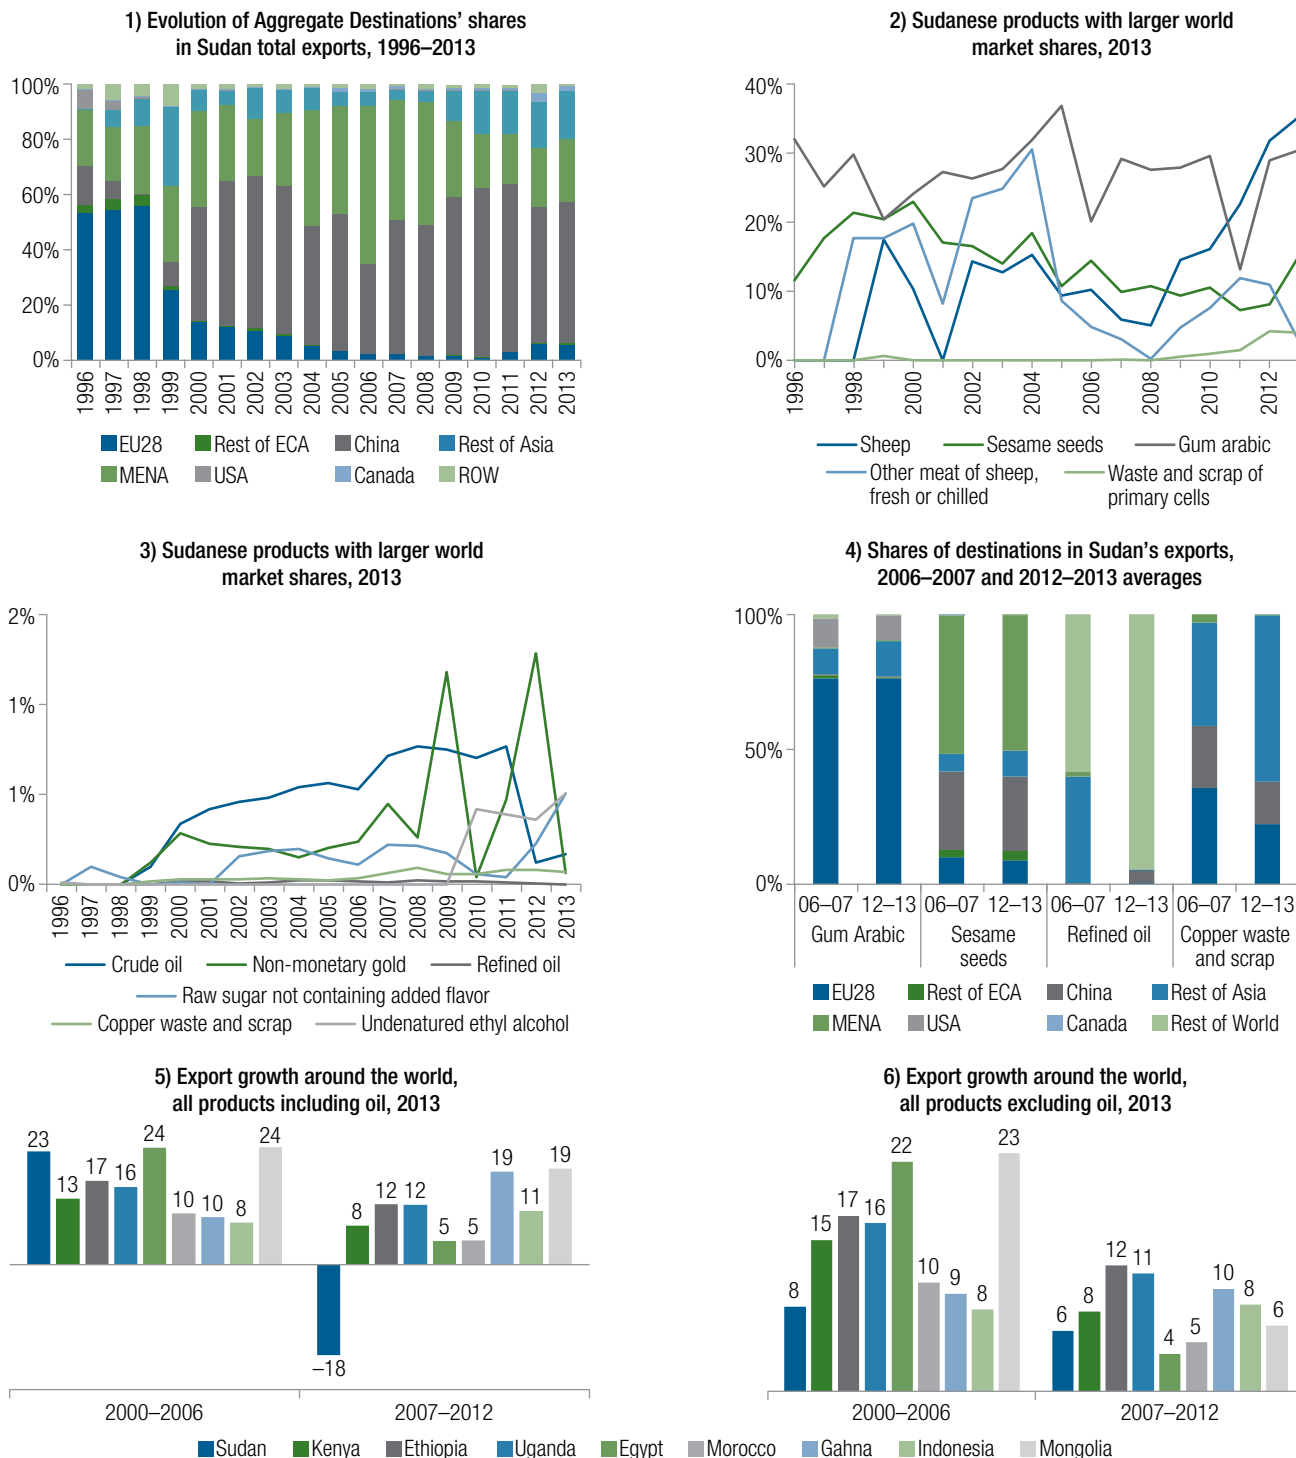 1) Evolution of Aggregate Destinations’ shares
in Sudan total exports, 1996–2013
100%
80%
60%
40%
20%
0%
1996 1997 1998 1999 2000 2001 2002 2003 2004 2005 2006 2007 2008 2009 2010 2011 2012 2013
EU28 Rest of ECA China Rest of Asia
MENA USA Canada ROW
2) Sudanese products with larger world
market shares, 2013
40%
30%
20%
10%
0%
1996 1998 2000 2002 2004 2006 2008 2010 2012
Sheep Sesame seeds Gum arabic
Other meat of sheep,
fresh or chilled
Waste and scrap of
primary cells
3) Sudanese products with larger world
market shares, 2013
2%
1%
1%
0%
1996 1997 1998 1999 2000 2001 2002 2003 2004 2005 2006 2007 2008 2009 2010 2011 2012 2013
Crude oil Non-monetary gold Refined oil
Raw sugar not containing added flavor
Copper waste and scrap Undenatured ethyl alcohol
4) Shares of destinations in Sudan’s exports,
2006–2007 and 2012–2013 averages
100%
50%
0%
06–07 12–13 06–07 12–13 06–07 12–13 06–07 12–13
Gum Arabic
Sesame
seeds
Refined oil
Copper waste
and scrap
EU28 Rest of ECA China Rest of Asia
MENA USA Canada Rest of World
5) Export growth around the world,
all products including oil, 2013
23 13 17 16 24 10 10 8 24
–18 8 12 12 5 5 19 11 19
2000–2006 2007–2012
6) Export growth around the world,
all products excluding oil, 2013
8 15 17 16 22 10 9 8 23
6 8 12 11 4 5 10 8 6
2000–2006 2007–2012
Sudan Kenya Ethiopia Uganda Egypt Morocco Gahna Indonesia Mongolia